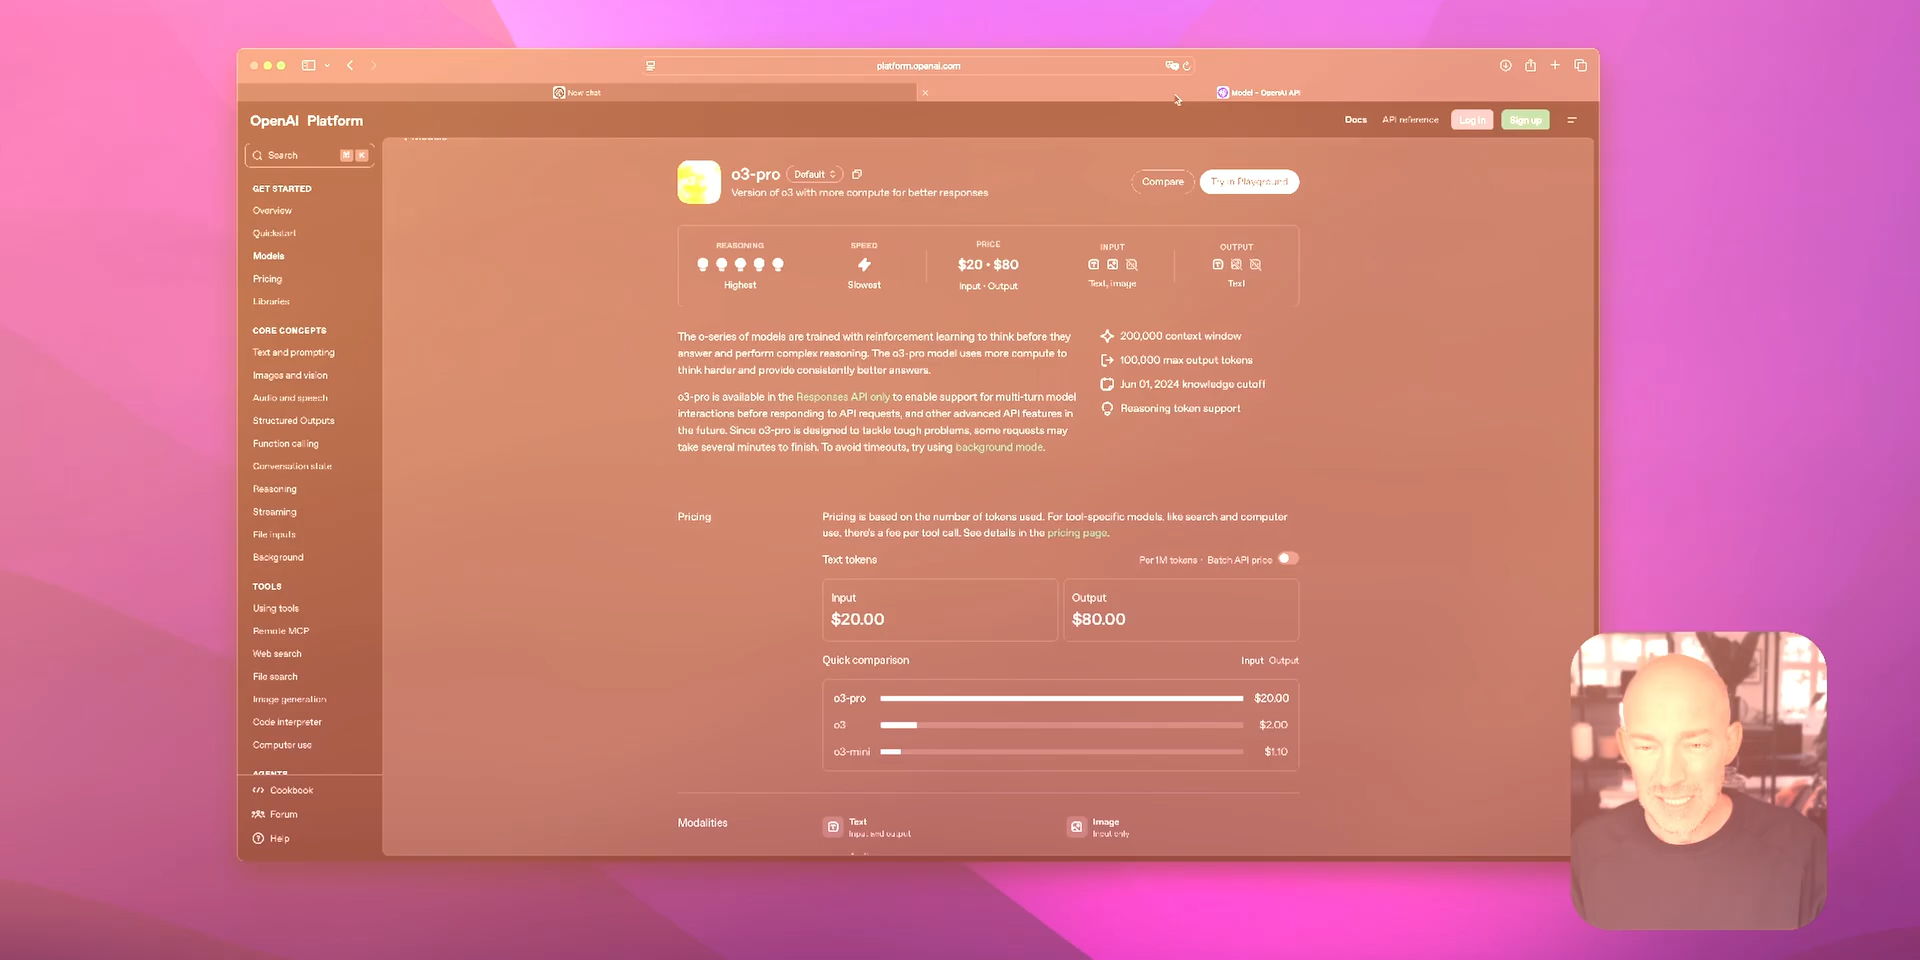 platform.openai.com
New chat
Model - OpenAI API
OpenAI Platform
Docs
API reference
Log in
Sign up
Search
⌘ K
GET STARTED
Overview
Quickstart
Models
Pricing
Libraries
CORE CONCEPTS
Text and prompting
Images and vision
Audio and speech
Structured Outputs
Function calling
Conversation state
Reasoning
Streaming
File inputs
Background
TOOLS
Using tools
Remote MCP
Web search
File search
Image generation
Code interpreter
Computer use
AGENTS
Cookbook
Forum
Help
o3-pro
Default
Version of o3 with more compute for better responses
Compare
Try in Playground
REASONING
Highest
SPEED
Slowest
PRICE
$20 • $80
Input • Output
INPUT
Text, image
OUTPUT
Text
The o-series of models are trained with reinforcement learning to think before they
answer and perform complex reasoning. The o3-pro model uses more compute to
think harder and provide consistently better answers.
o3-pro is available in the Responses API only to enable support for multi-turn model
interactions before responding to API requests, and other advanced API features in
the future. Since o3-pro is designed to tackle tough problems, some requests may
take several minutes to finish. To avoid timeouts, try using background mode.
200,000 context window
100,000 max output tokens
Jun 01, 2024 knowledge cutoff
Reasoning token support
Pricing
Pricing is based on the number of tokens used. For tool-specific models, like search and computer
use, there's a fee per tool call. See details in the pricing page.
Text tokens
Per 1M tokens • Batch API price
Input
$20.00
Output
$80.00
Quick comparison
Input Output
o3-pro $20.00
o3 $2.00
o3-mini $1.10
Modalities
Text
Input and output
Image
Input only